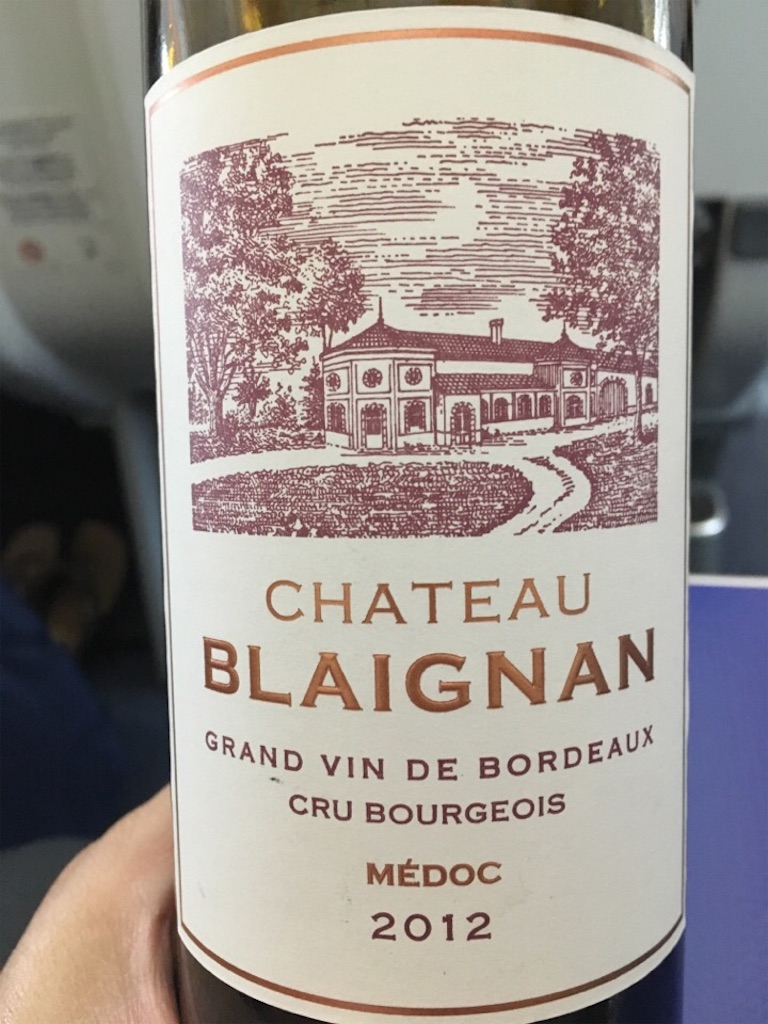 CHATEAU
BLAIGNAN
GRAND VIN DE BORDEAUX
CRU BOURGEOIS
MÉDOC
2012